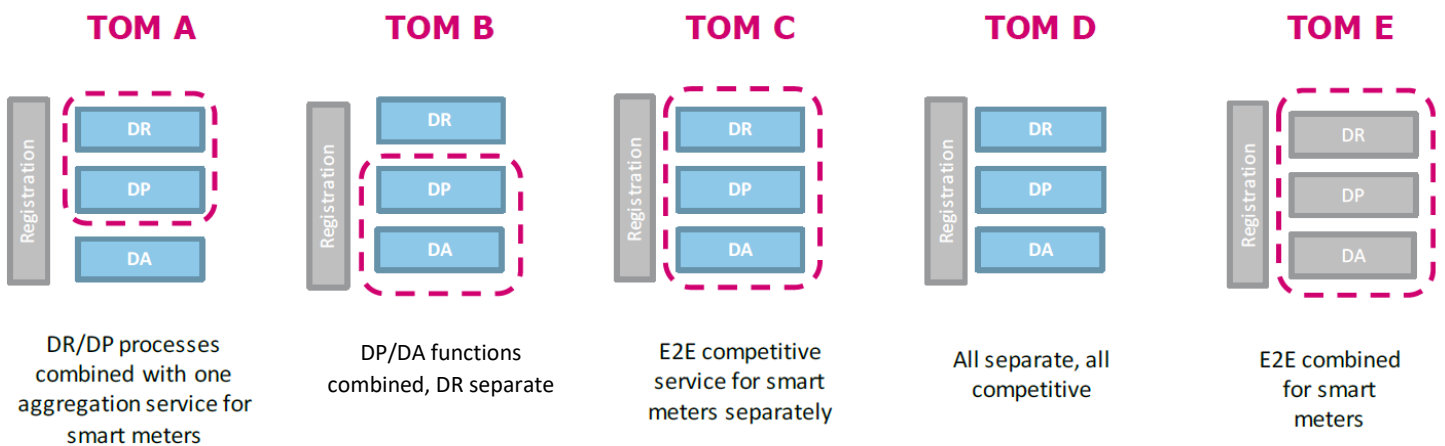 TOM A
Registration
DR
DP
DA
DR/DP processes
combined with one
aggregation service for
smart meters
TOM B
Registration
DR
DP
DA
DP/DA functions
combined, DR separate
TOM C
Registration
DR
DP
DA
E2E competitive
service for smart
meters separately
TOM D
Registration
DR
DP
DA
All separate, all
competitive
TOM E
Registration
DR
DP
DA
E2E combined
for smart
meters